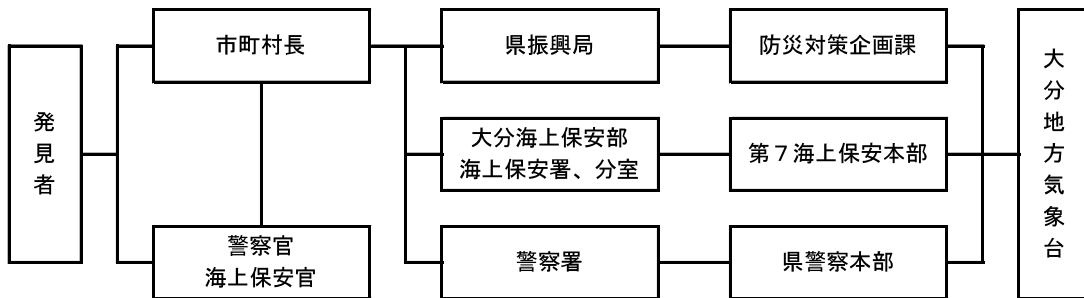 発見者
市町村長
警察官
海上保安官
県振興局
大分海上保安部
海上保安署、分室
警察署
防災対策企画課
第７海上保安本部
県警察本部
大分地方気象台